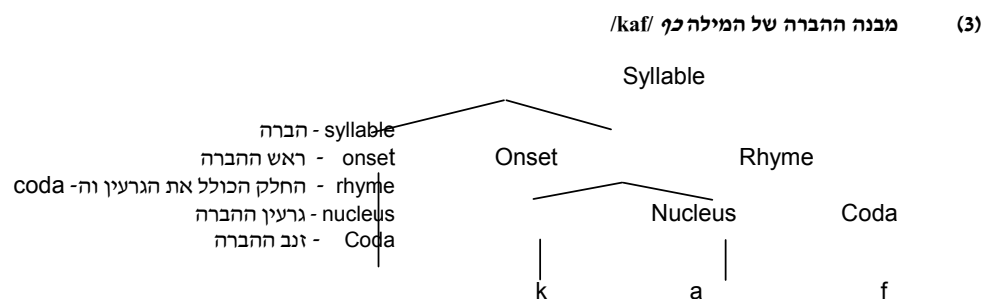 (3) מבנה ההברה של המילה כף /kaf/
Syllable
syllable - הברה
onset - ראש ההברה
Onset Rhyme
rhyme - החלק הכולל את הגרעין וה- coda
nucleus - גרעין ההברה
Nucleus Coda
Coda - זנב ההברה
k a f